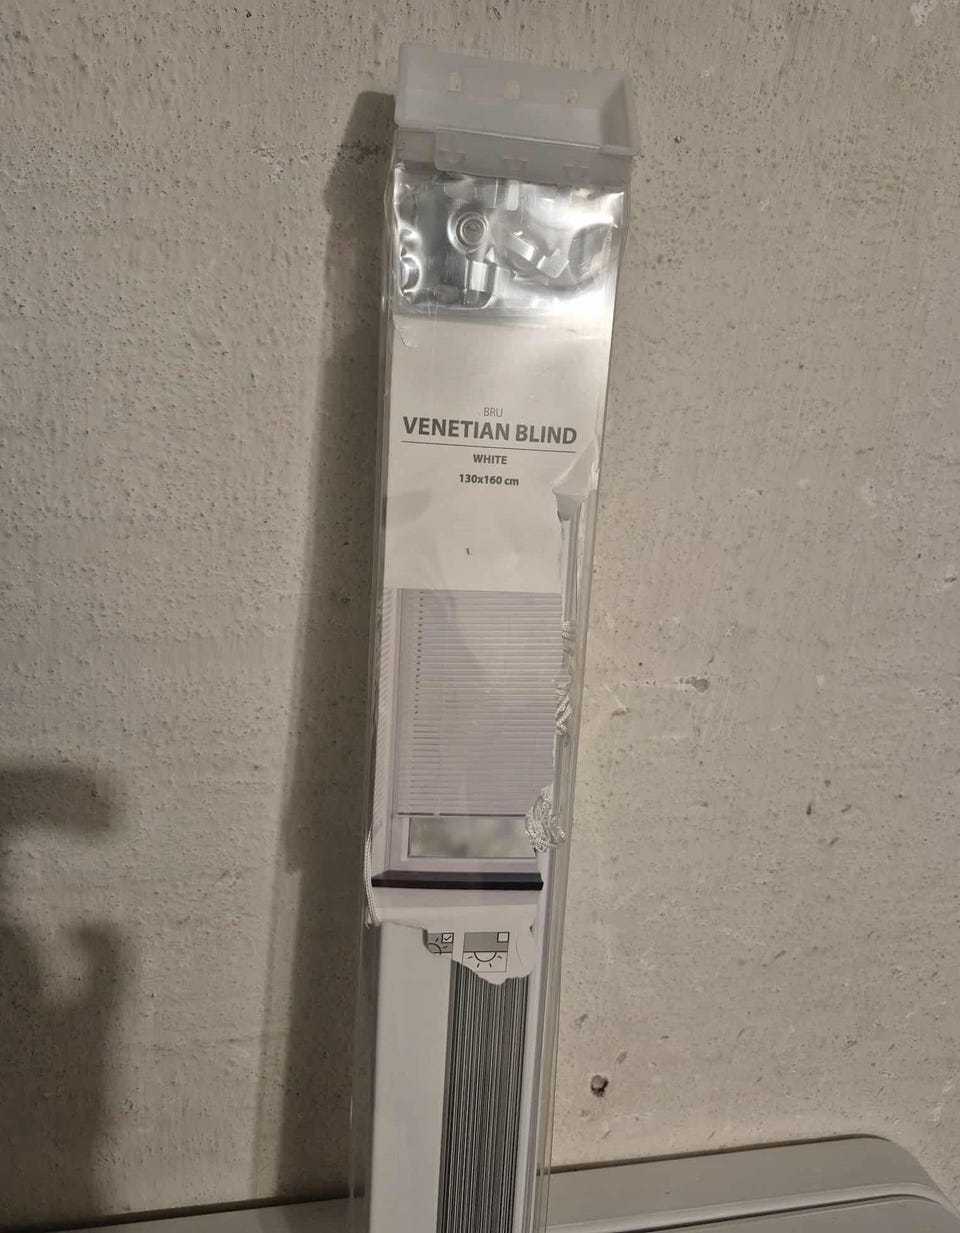 BRU
VENETIAN BLIND
WHITE
130x160 cm